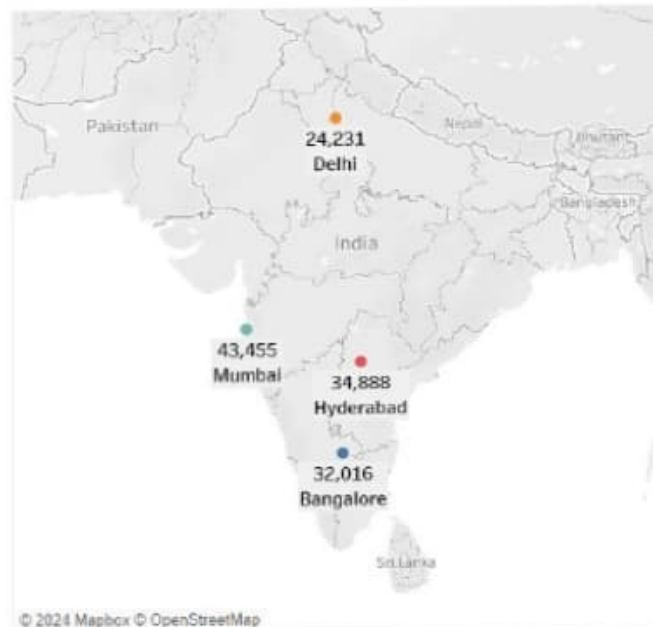 Pakistan
Nepal
Bhutan
24,231
Delhi
Bangladesh
India
43,455
Mumbai
34,888
Hyderabad
32,016
Bangalore
Sri Lanka
© 2024 Mapbox © OpenStreetMap